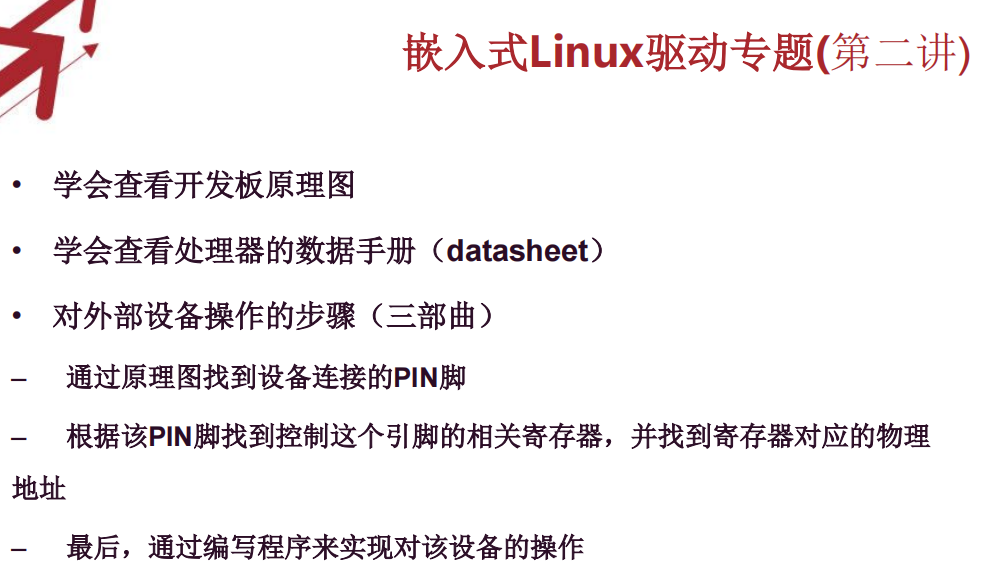 嵌入式Linux驱动专题(第二讲)
• 学会查看开发板原理图
• 学会查看处理器的数据手册（datasheet）
• 对外部设备操作的步骤（三部曲）
– 通过原理图找到设备连接的PIN脚
– 根据该PIN脚找到控制这个引脚的相关寄存器，并找到寄存器对应的物理
地址
– 最后，通过编写程序来实现对该设备的操作